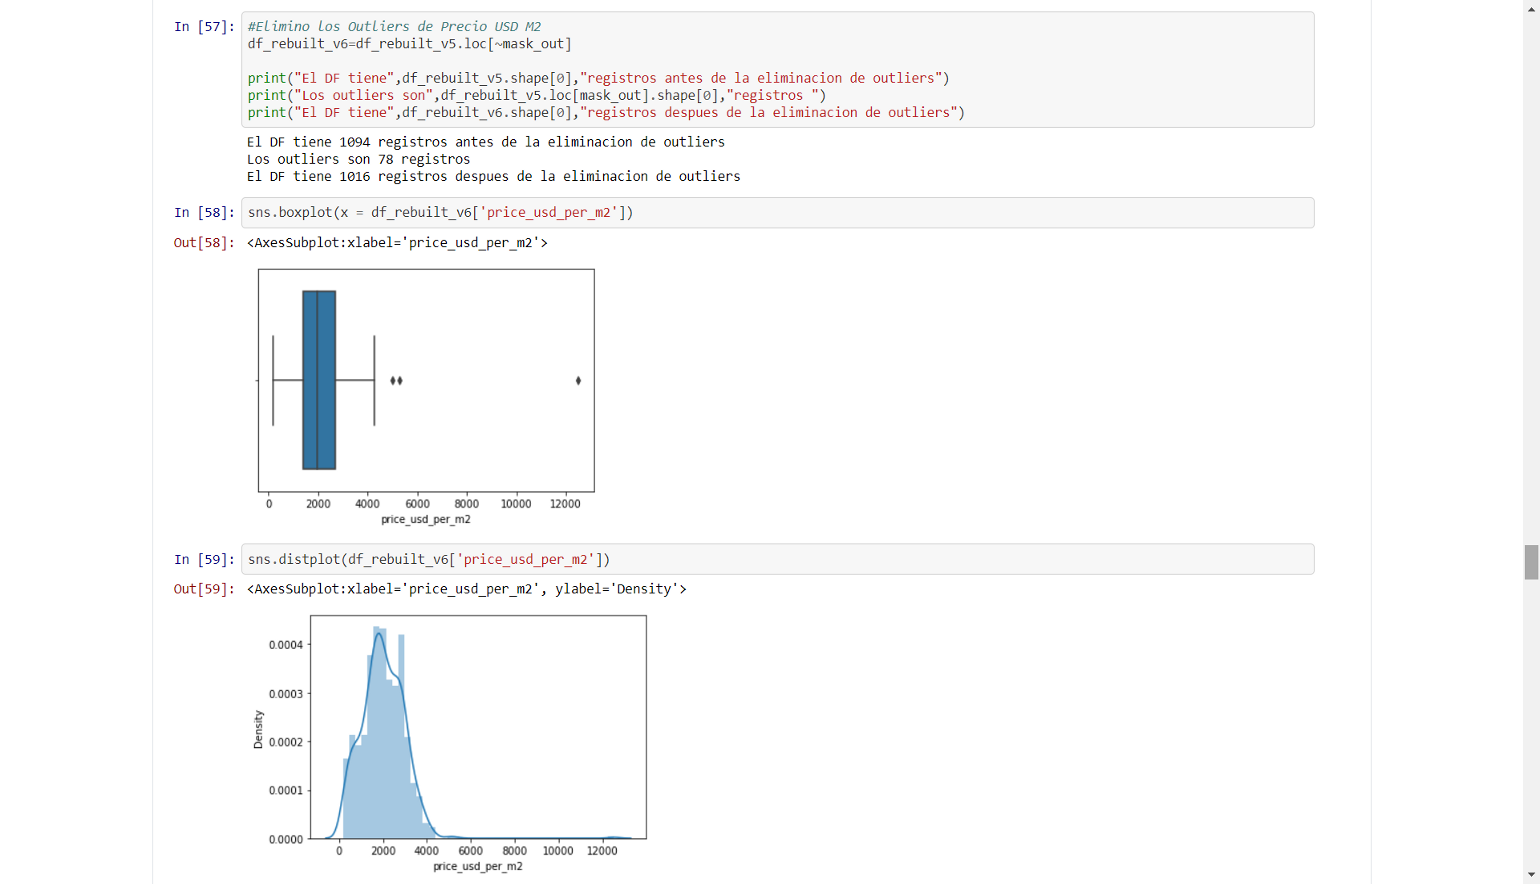 In [57]:
#Elimino los Outliers de Precio USD M2
df_rebuilt_v6=df_rebuilt_v5.loc[~mask_out]
print("El DF tiene",df_rebuilt_v5.shape[0],"registros antes de la eliminacion de outliers")
print("Los outliers son",df_rebuilt_v5.loc[mask_out].shape[0],"registros ")
print("El DF tiene",df_rebuilt_v6.shape[0],"registros despues de la eliminacion de outliers")
El DF tiene 1094 registros antes de la eliminacion de outliers
Los outliers son 78 registros
El DF tiene 1016 registros despues de la eliminacion de outliers
In [58]:
sns.boxplot(x = df_rebuilt_v6['price_usd_per_m2'])
Out[58]:
<AxesSubplot:xlabel='price_usd_per_m2'>
0 2000 4000 6000 8000 10000 12000
price_usd_per_m2
In [59]:
sns.distplot(df_rebuilt_v6['price_usd_per_m2'])
Out[59]:
<AxesSubplot:xlabel='price_usd_per_m2', ylabel='Density'>
Density
0.0004
0.0003
0.0002
0.0001
0.0000
0 2000 4000 6000 8000 10000 12000
price_usd_per_m2